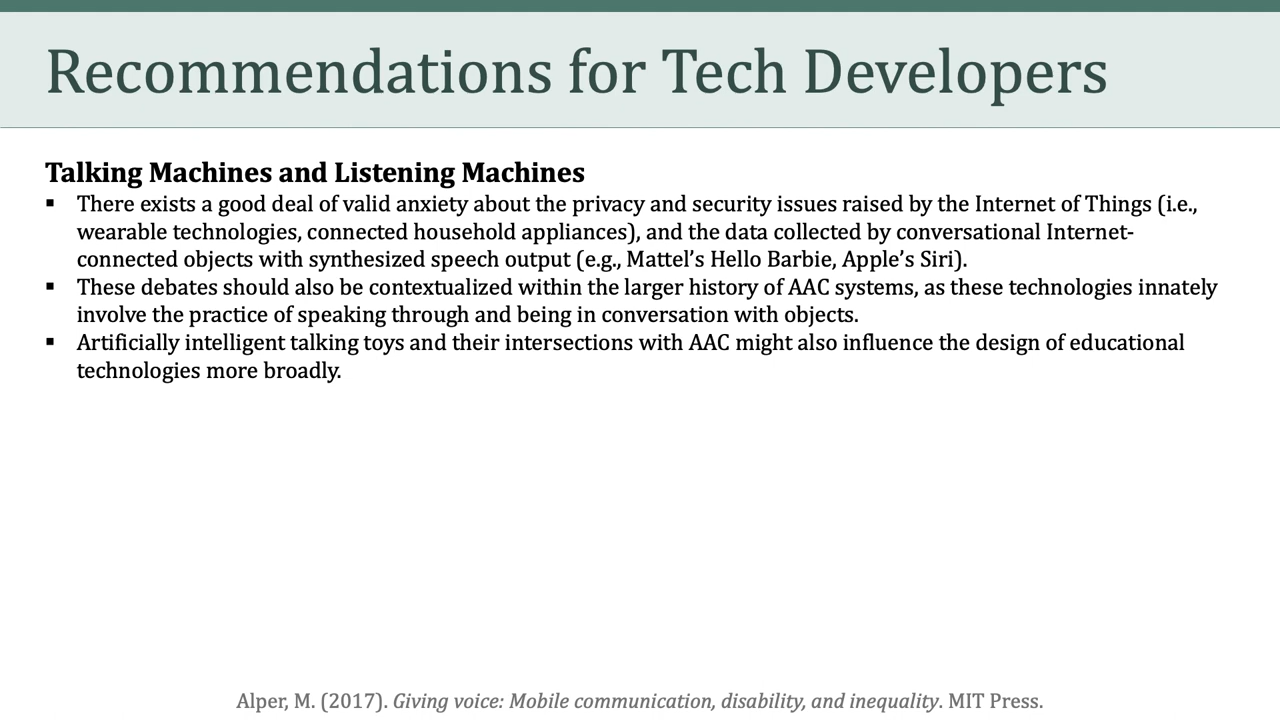 Recommendations for Tech Developers
Talking Machines and Listening Machines
▪ There exists a good deal of valid anxiety about the privacy and security issues raised by the Internet of Things (i.e.,
wearable technologies, connected household appliances), and the data collected by conversational Internet-
connected objects with synthesized speech output (e.g., Mattel’s Hello Barbie, Apple’s Siri).
▪ These debates should also be contextualized within the larger history of AAC systems, as these technologies innately
involve the practice of speaking through and being in conversation with objects.
▪ Artificially intelligent talking toys and their intersections with AAC might also influence the design of educational
technologies more broadly.
Alper, M. (2017). Giving voice: Mobile communication, disability, and inequality. MIT Press.